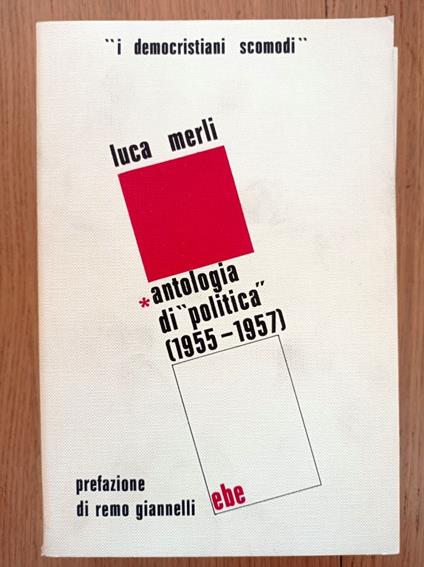 "i democristiani scomodi"
luca merli
*antologia
di "politica"
(1955-1957)
prefazione
di remo giannelli
ebe